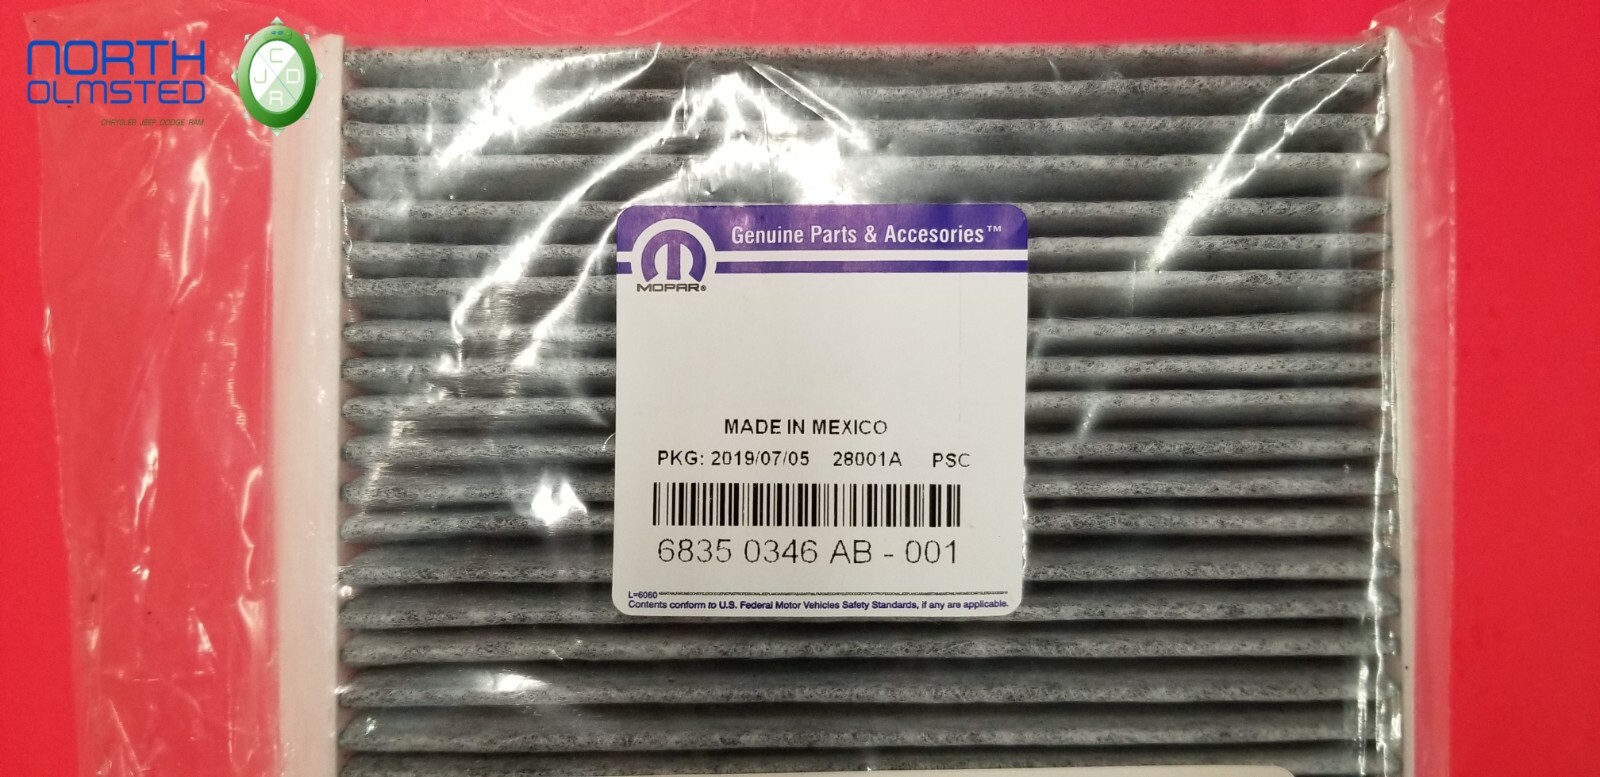 NORTH
OLMSTED
CHRYSLER JEEP DODGE RAM
C
J D
R
Genuine Parts & Accesories™
MOPAR®
MADE IN MEXICO
PKG: 2019/07/05 28001A PSC
6835 0346 AB - 001
L=6060
Contents conform to U.S. Federal Motor Vehicles Safety Standards, if any are applicable.